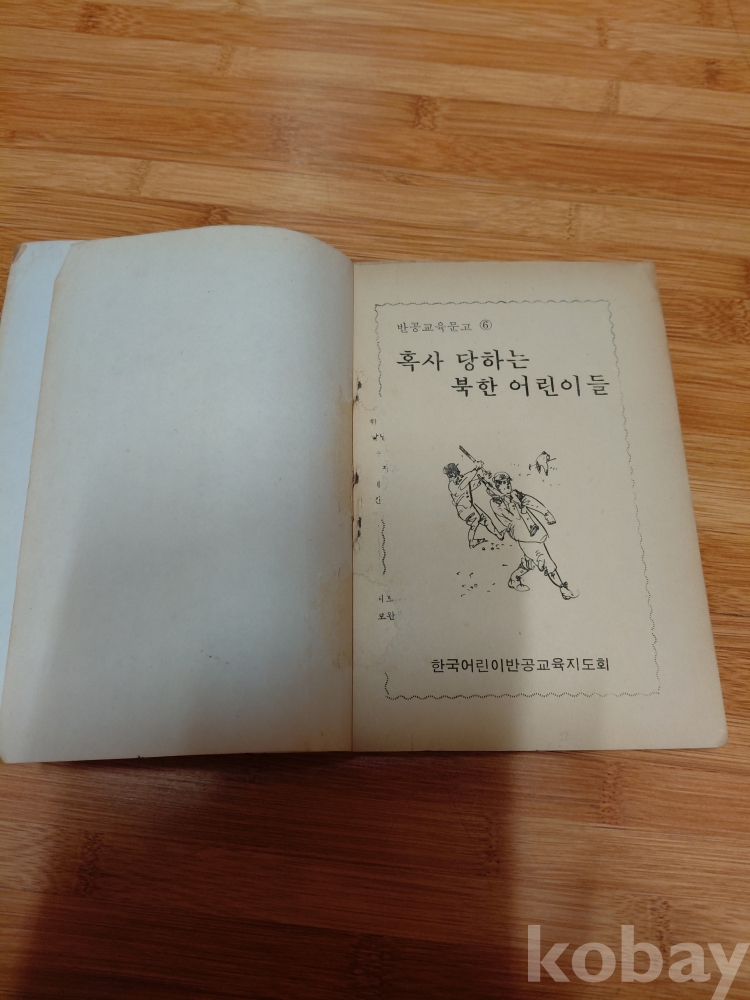 반공교육문고 ⑥
혹사 당하는
북한 어린이들
한국어린이반공교육지도회
kobay